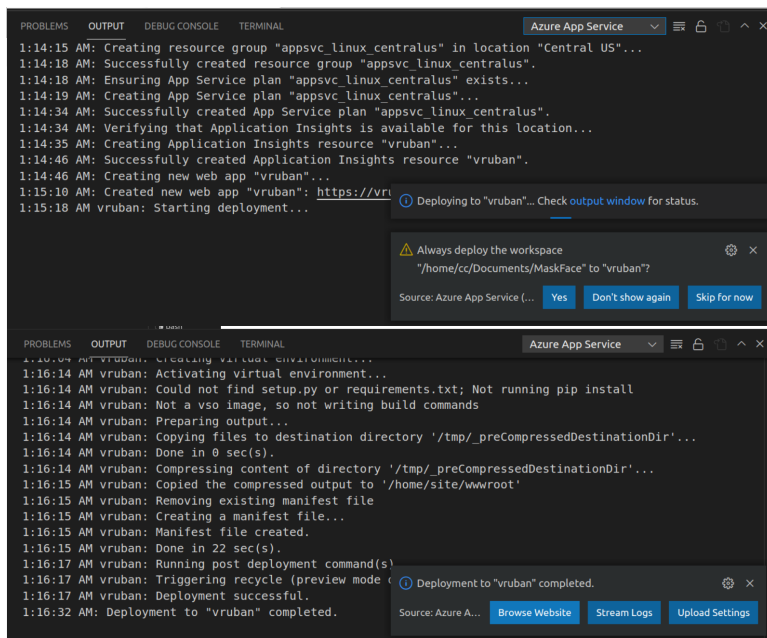 PROBLEMS OUTPUT DEBUG CONSOLE TERMINAL Azure App Service
1:14:15 AM: Creating resource group "appsvc_linux_centralus" in location "Central US"...
1:14:18 AM: Successfully created resource group "appsvc_linux_centralus".
1:14:18 AM: Ensuring App Service plan "appsvc_linux_centralus" exists...
1:14:19 AM: Creating App Service plan "appsvc_linux_centralus"...
1:14:34 AM: Successfully created App Service plan "appsvc_linux_centralus".
1:14:34 AM: Verifying that Application Insights is available for this location...
1:14:35 AM: Creating Application Insights resource "vruban"...
1:14:46 AM: Successfully created Application Insights resource "vruban".
1:14:46 AM: Creating new web app "vruban"...
1:15:10 AM: Created new web app "vruban": https://vru
1:15:18 AM vruban: Starting deployment...
Deploying to "vruban"... Check output window for status.
Always deploy the workspace
"/home/cc/Documents/MaskFace" to "vruban"?
Source: Azure App Service (... Yes Don't show again Skip for now
PROBLEMS OUTPUT DEBUG CONSOLE TERMINAL Azure App Service
1:16:04 AM vruban: Creating virtual environment...
1:16:14 AM vruban: Activating virtual environment...
1:16:14 AM vruban: Could not find setup.py or requirements.txt; Not running pip install
1:16:14 AM vruban: Not a vso image, so not writing build commands
1:16:14 AM vruban: Preparing output...
1:16:14 AM vruban: Copying files to destination directory '/tmp/_preCompressedDestinationDir'...
1:16:14 AM vruban: Done in 0 sec(s).
1:16:14 AM vruban: Compressing content of directory '/tmp/_preCompressedDestinationDir'...
1:16:15 AM vruban: Copied the compressed output to '/home/site/wwwroot'
1:16:15 AM vruban: Removing existing manifest file
1:16:15 AM vruban: Creating a manifest file...
1:16:15 AM vruban: Manifest file created.
1:16:15 AM vruban: Done in 22 sec(s).
1:16:17 AM vruban: Running post deployment command(s)
1:16:17 AM vruban: Triggering recycle (preview mode
1:16:17 AM vruban: Deployment successful.
1:16:32 AM: Deployment to "vruban" completed.
Deployment to "vruban" completed.
Source: Azure A... Browse Website Stream Logs Upload Settings